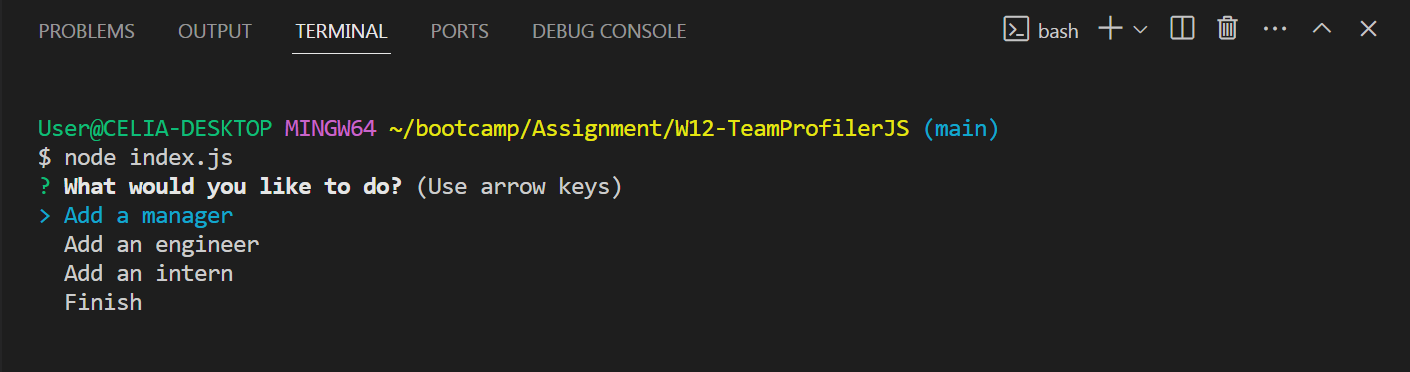 PROBLEMS OUTPUT TERMINAL PORTS DEBUG CONSOLE bash
User@CELIA-DESKTOP MINGW64 ~/bootcamp/Assignment/W12-TeamProfilerJS (main)
$ node index.js
? What would you like to do? (Use arrow keys)
> Add a manager
Add an engineer
Add an intern
Finish